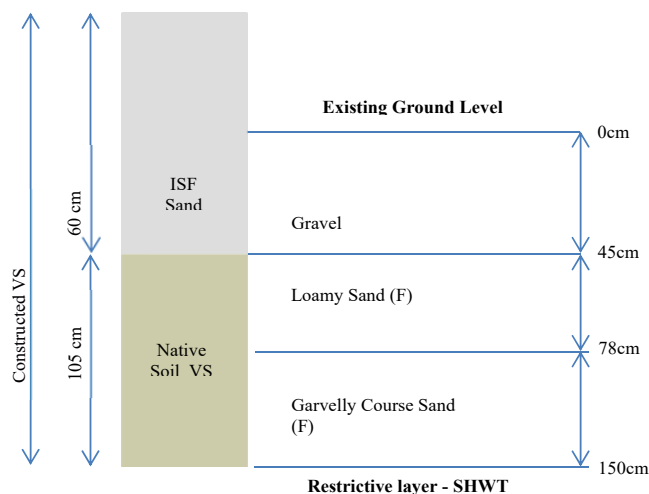 Existing Ground Level
0cm
ISF
Sand
60 cm
Gravel
45cm
Loamy Sand (F)
Constructed VS
105 cm
Native
Soil VS
78cm
Garvelly Course Sand
(F)
150cm
Restrictive layer - SHWT